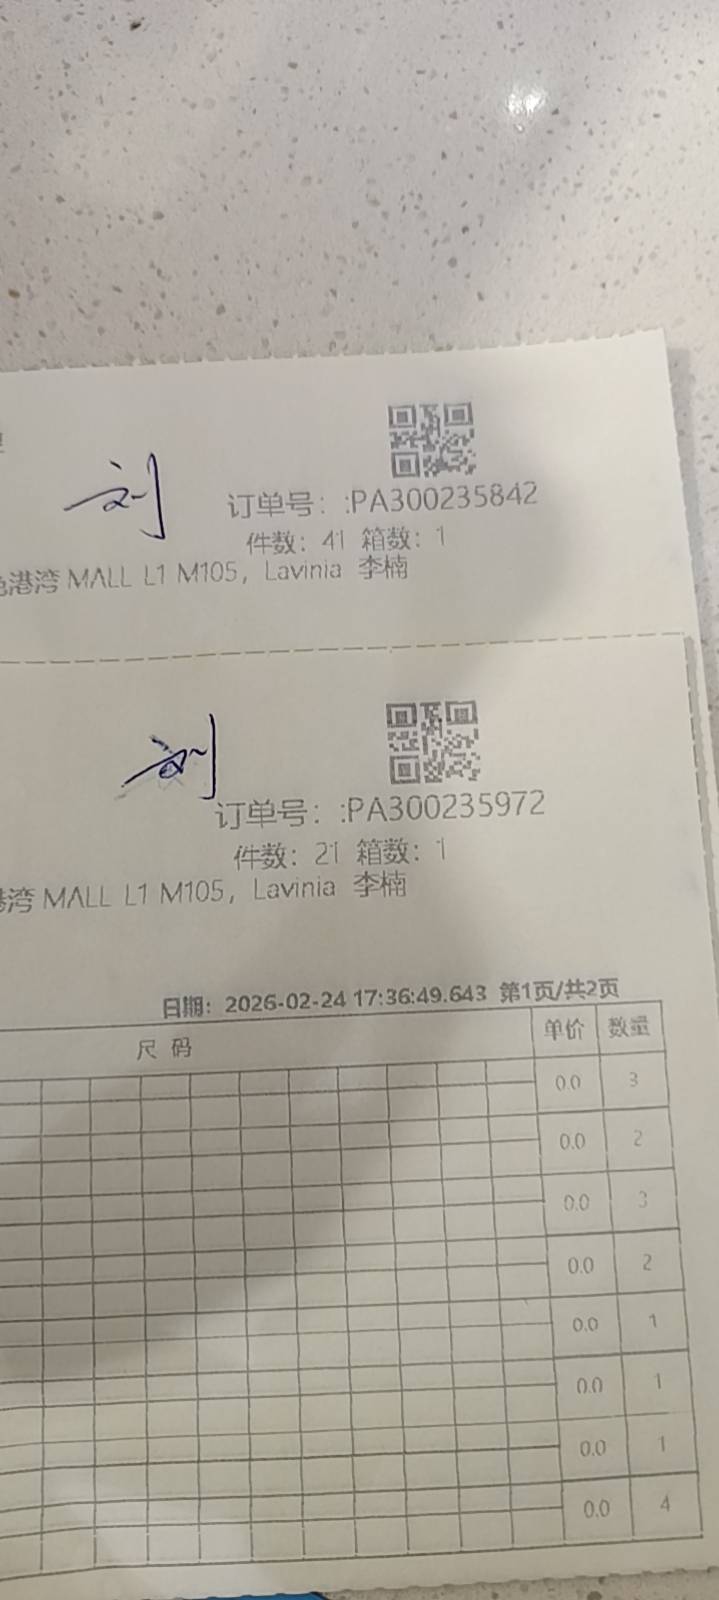 刘
订单号：:PA300235842
件数：41 箱数：1
港湾 MALL L1 M105，Lavinia 李楠
刘
订单号：:PA300235972
件数：21 箱数：1
港湾 MALL L1 M105，Lavinia 李楠
日期：2026-02-24 17:36:49.643 第1页/共2页
尺 码 单价 数量
0.0 3
0.0 2
0.0 3
0.0 2
0.0 1
0.0 1
0.0 1
0.0 4